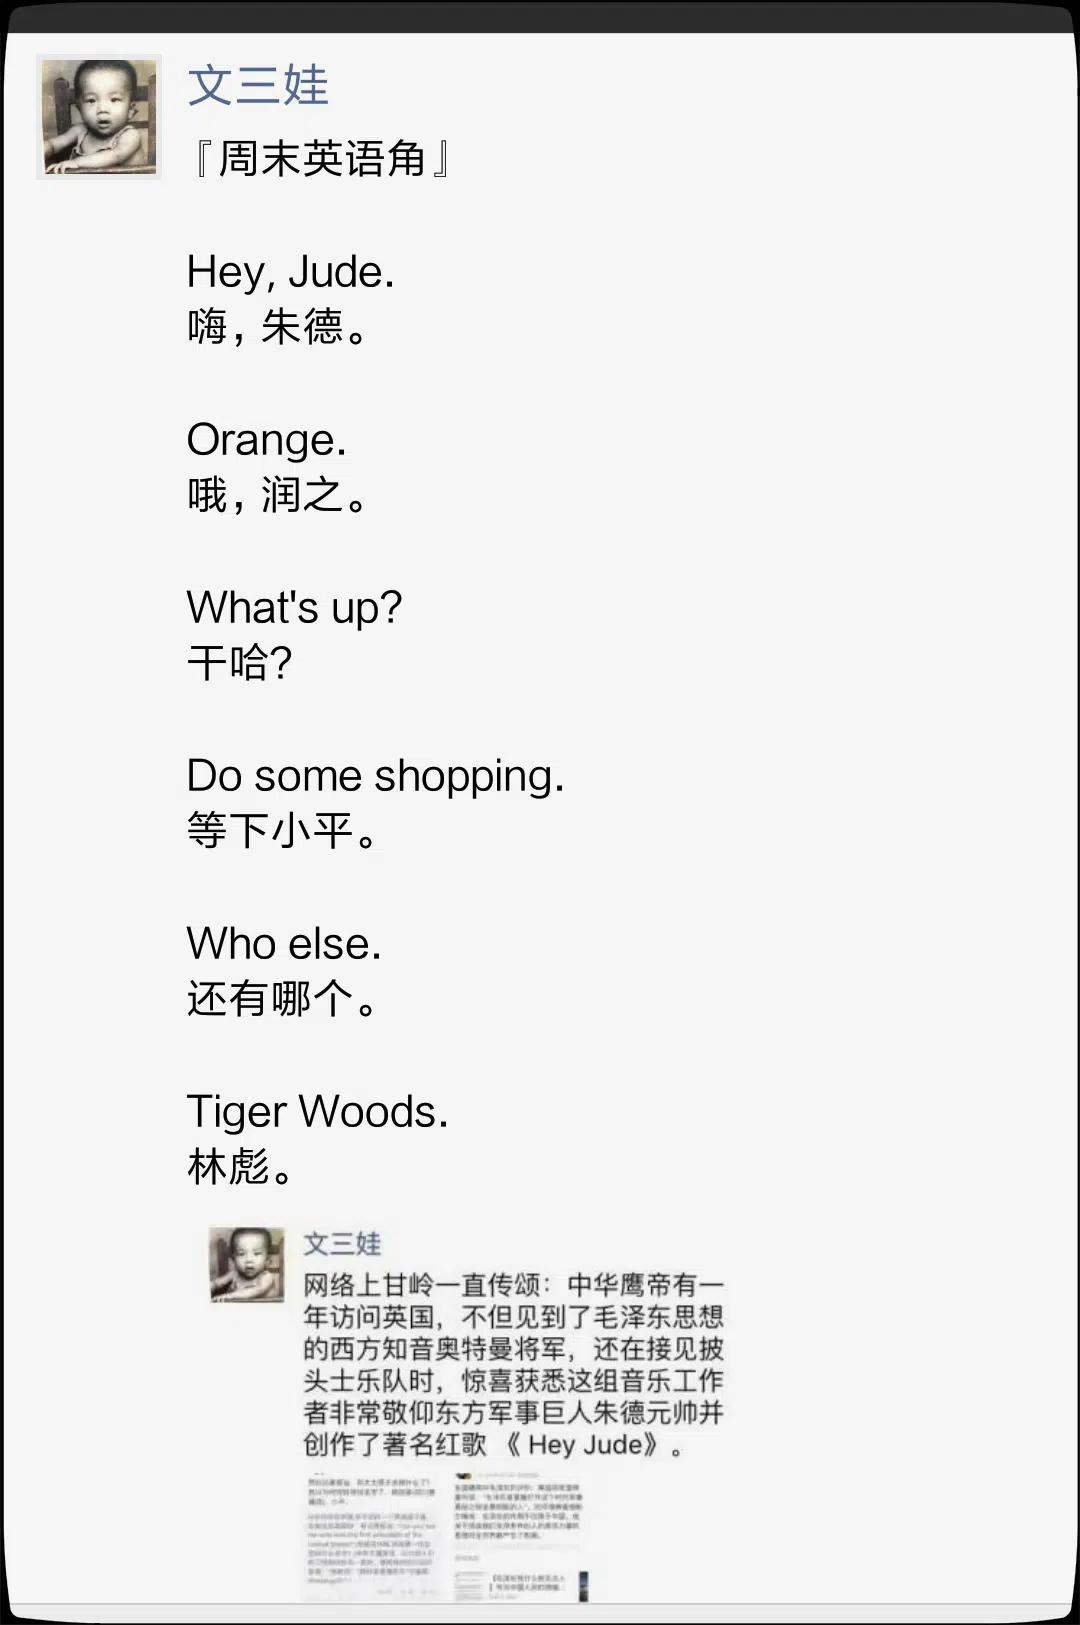 文三娃
『周末英语角』
Hey, Jude.
嗨，朱德。
Orange.
哦，润之。
What's up?
干哈?
Do some shopping.
等下小平。
Who else.
还有哪个。
Tiger Woods.
林彪。
文三娃
网络上甘岭一直传颂：中华鹰帝有一
年访问英国，不但见到了毛泽东思想
的西方知音奥特曼将军，还在接见披
头士乐队时，惊喜获悉这组音乐工作
者非常敬仰东方军事巨人朱德元帅并
创作了著名红歌《 Hey Jude》。